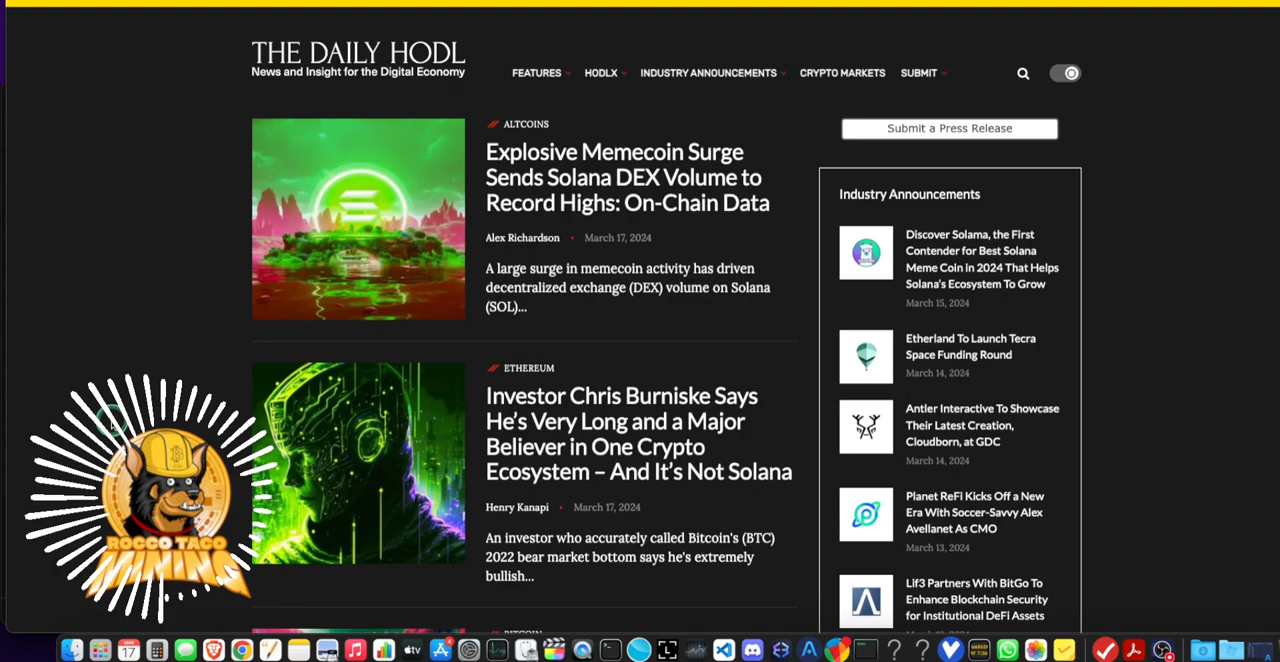 THE DAILY HODL
News and Insight for the Digital Economy
FEATURES
HODLX
INDUSTRY ANNOUNCEMENTS
CRYPTO MARKETS
SUBMIT
ALTCOINS
Explosive Memecoin Surge
Sends Solana DEX Volume to
Record Highs: On-Chain Data
Alex Richardson • March 17, 2024
A large surge in memecoin activity has driven
decentralized exchange (DEX) volume on Solana
(SOL)...
ETHEREUM
Investor Chris Burniske Says
He's Very Long and a Major
Believer in One Crypto
Ecosystem – And It's Not Solana
Henry Kanapi • March 17, 2024
An investor who accurately called Bitcoin's (BTC)
2022 bear market bottom says he's extremely
bullish...
BITCOIN
Submit a Press Release
Industry Announcements
Discover Solama, the First
Contender for Best Solana
Meme Coin in 2024 That Helps
Solana's Ecosystem To Grow
March 15, 2024
Etherland To Launch Tecra
Space Funding Round
March 14, 2024
Antler Interactive To Showcase
Their Latest Creation,
Cloudborn, at GDC
March 14, 2024
Planet ReFi Kicks Off a New
Era With Soccer-Savvy Alex
Avellanet As CMO
March 13, 2024
Lif3 Partners With BitGo To
Enhance Blockchain Security
for Institutional DeFi Assets
ROCCO TACO
MINING
17
tv
4